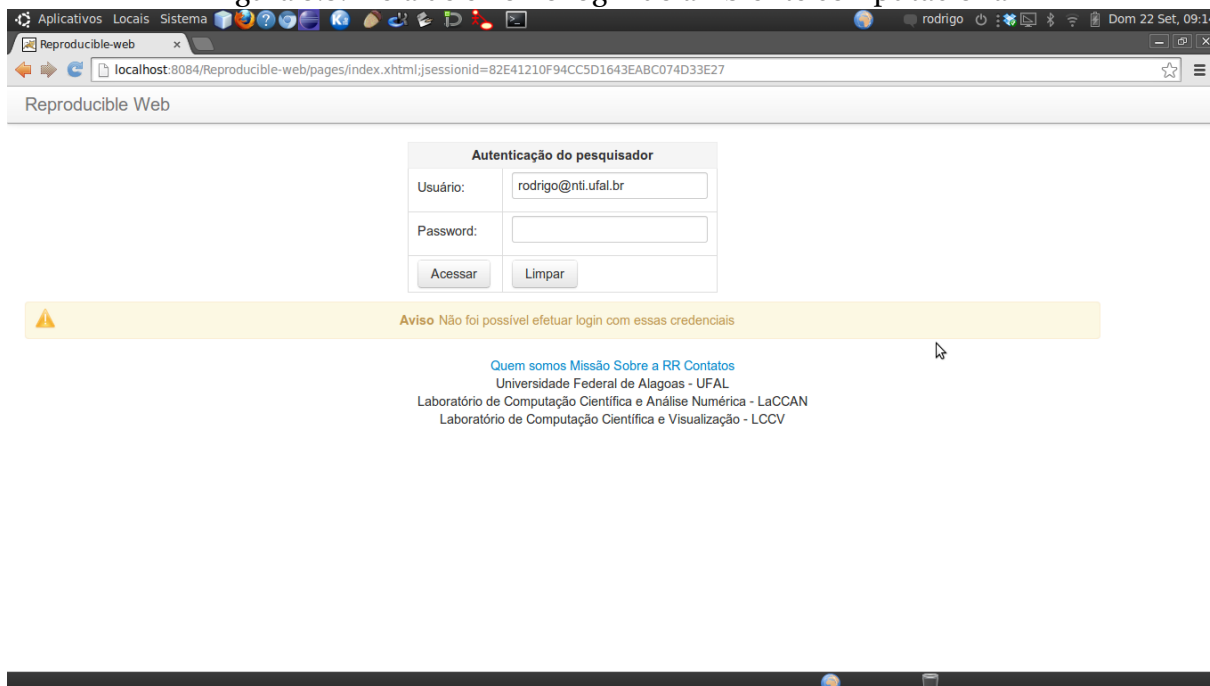 Aplicativos Locais Sistema rodrigo Dom 22 Set, 09:1
Reproducible-web
localhost:8084/Reproducible-web/pages/index.xhtml;jsessionid=82E41210F94CC5D1643EABC074D33E27
Reproducible Web
Autenticação do pesquisador
Usuário: rodrigo@nti.ufal.br
Password:
Acessar Limpar
Aviso Não foi possível efetuar login com essas credenciais
Quem somos Missão Sobre a RR Contatos
Universidade Federal de Alagoas - UFAL
Laboratório de Computação Científica e Análise Numérica - LaCCAN
Laboratório de Computação Científica e Visualização - LCCV